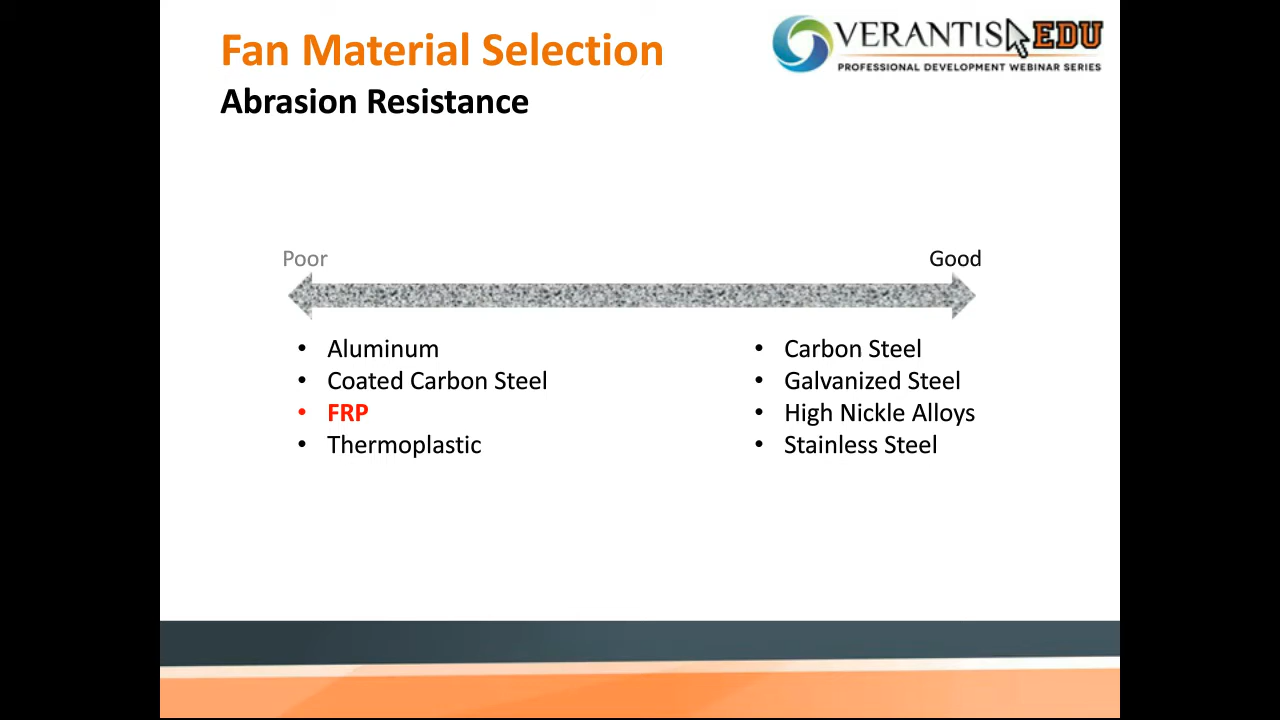 Fan Material Selection
VERANTIS EDU
PROFESSIONAL DEVELOPMENT WEBINAR SERIES
Abrasion Resistance
Poor
Good
• Aluminum
• Coated Carbon Steel
• FRP
• Thermoplastic
• Carbon Steel
• Galvanized Steel
• High Nickle Alloys
• Stainless Steel